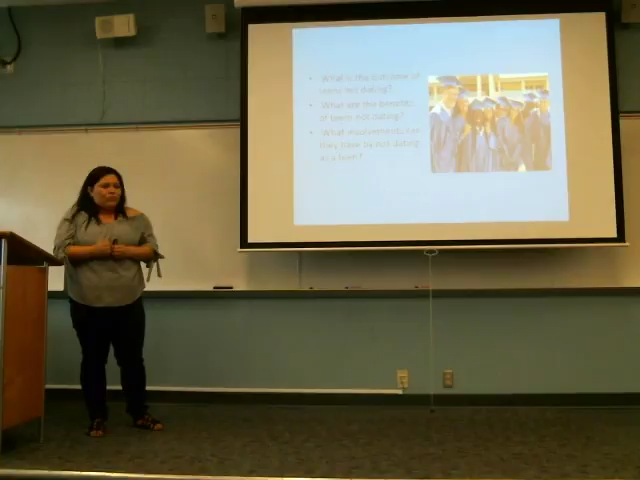 • What is the outcome of
teens not dating?
• What are the benefits
of teens not dating?
• What achievements can
they have by not dating
as a teen?